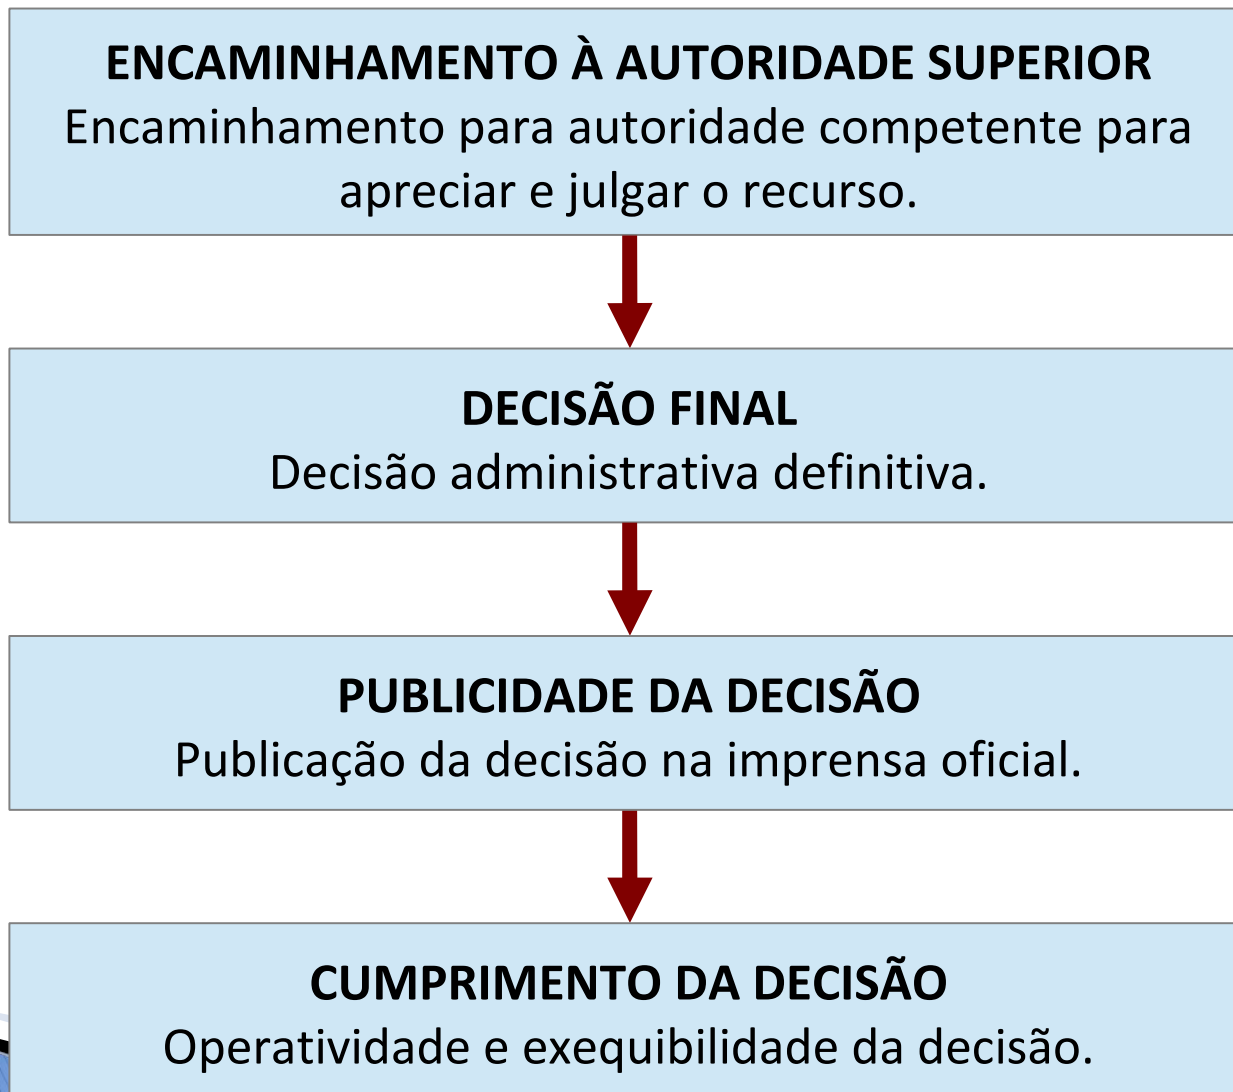 ENCAMINHAMENTO À AUTORIDADE SUPERIOR
Encaminhamento para autoridade competente para
apreciar e julgar o recurso.
DECISÃO FINAL
Decisão administrativa definitiva.
PUBLICIDADE DA DECISÃO
Publicação da decisão na imprensa oficial.
CUMPRIMENTO DA DECISÃO
Operatividade e exequibilidade da decisão.